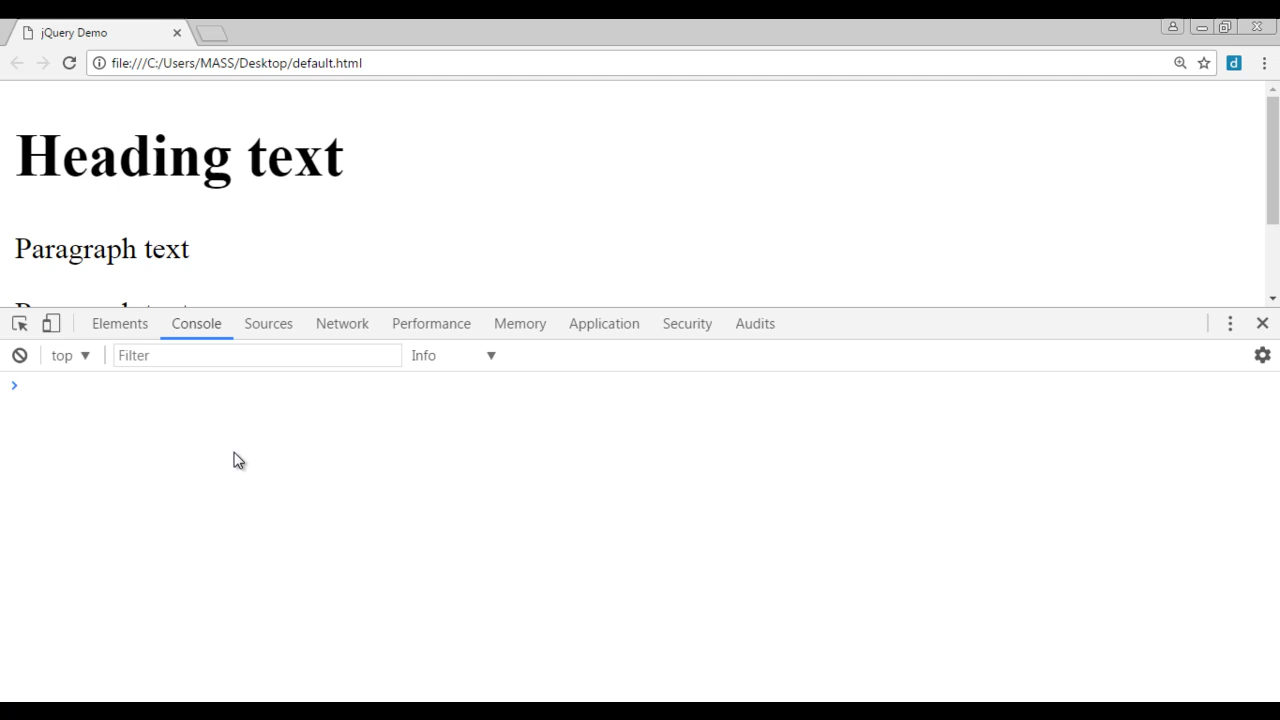 jQuery Demo
file:///C:/Users/MASS/Desktop/default.html
d
Heading text
Paragraph text
Elements Console Sources Network Performance Memory Application Security Audits
top Filter Info